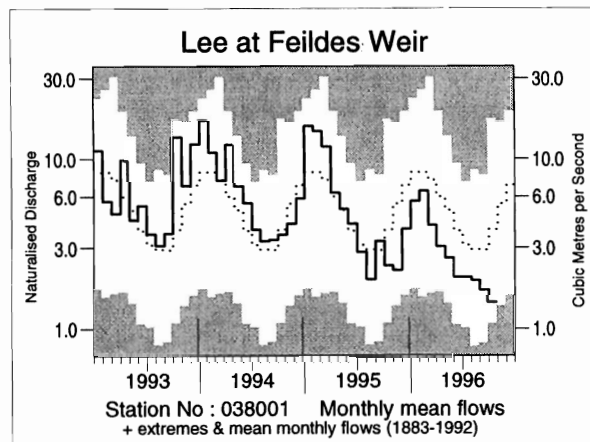 Lee at Feildes Weir
30.0 30.0
10.0 10.0
6.0 6.0
3.0 3.0
1.0 1.0
Naturalised Discharge
Cubic Metres per Second
1993 1994 1995 1996
Station No : 038001 Monthly mean flows
+ extremes & mean monthly flows (1883-1992)